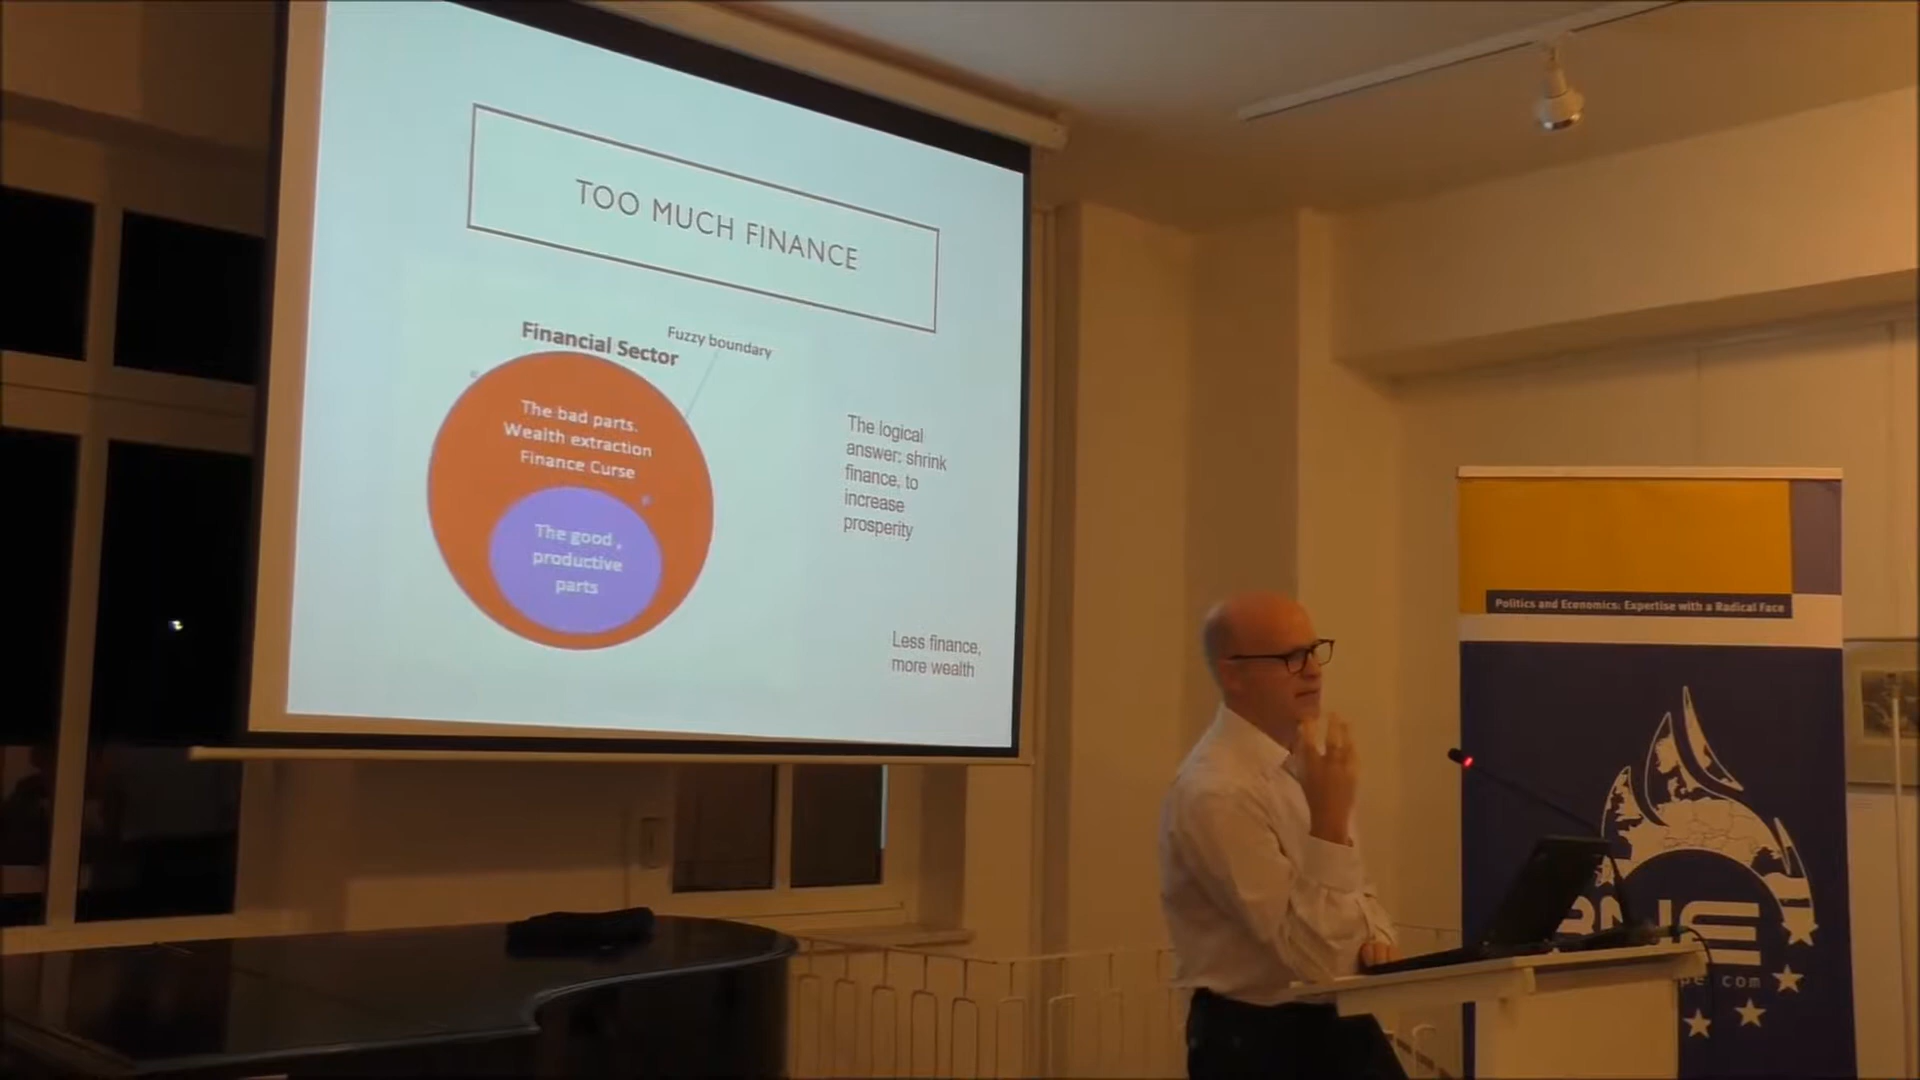 TOO MUCH FINANCE
Financial Sector
Fuzzy boundary
The bad parts.
Wealth extraction
Finance Curse
The good ,
productive
parts
The logical
answer: shrink
finance, to
increase
prosperity
Less finance,
more wealth
Politics and Economics: Expertise with a Radical Face
com